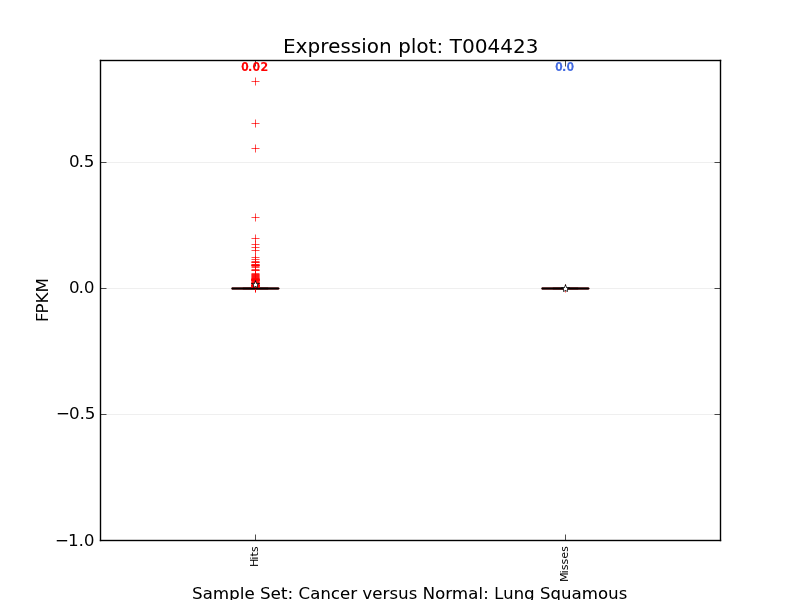 Expression plot: T004423
0.02
0.0
0.5
0.0
−0.5
−1.0
FPKM
Hits
Misses
Sample Set: Cancer versus Normal: Lung Squamous